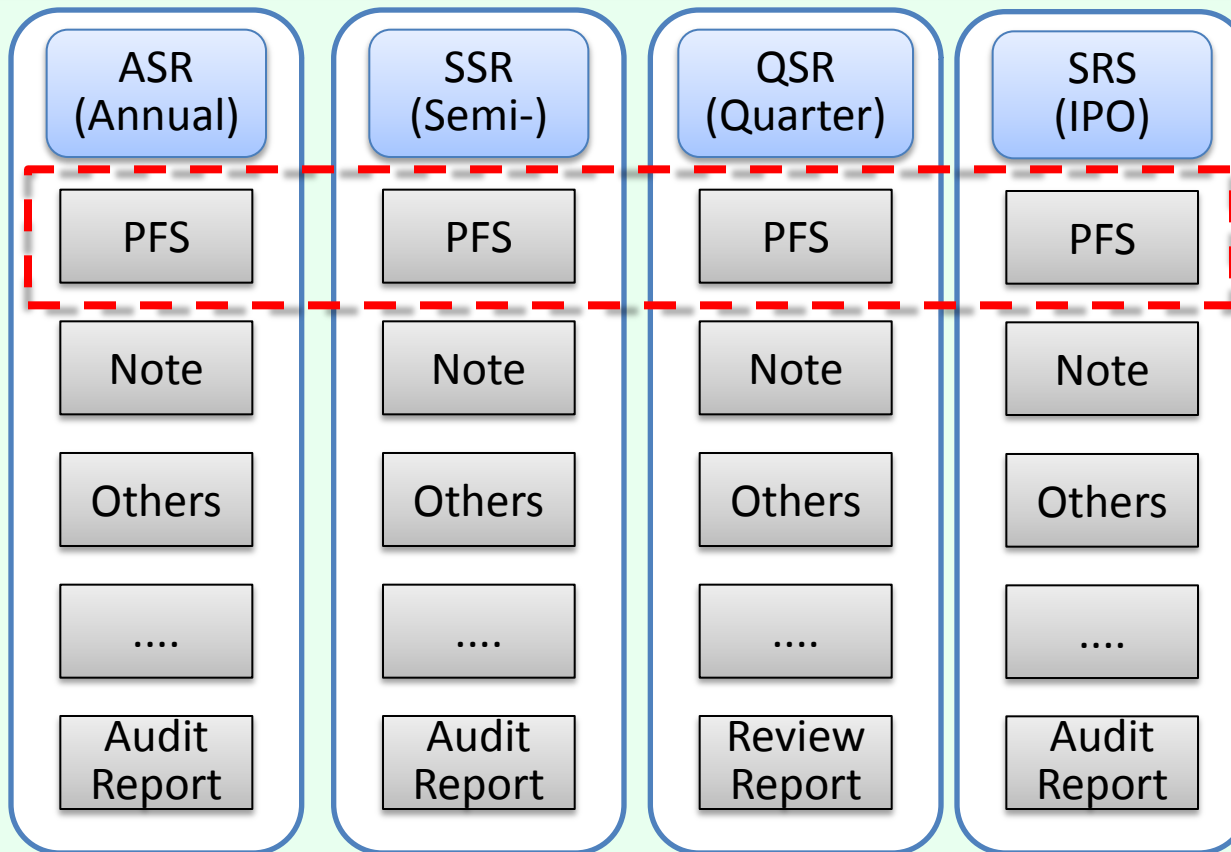 ASR
(Annual)
PFS
Note
Others
....
Audit
Report
SSR
(Semi-)
PFS
Note
Others
....
Audit
Report
QSR
(Quarter)
PFS
Note
Others
....
Review
Report
SRS
(IPO)
PFS
Note
Others
....
Audit
Report